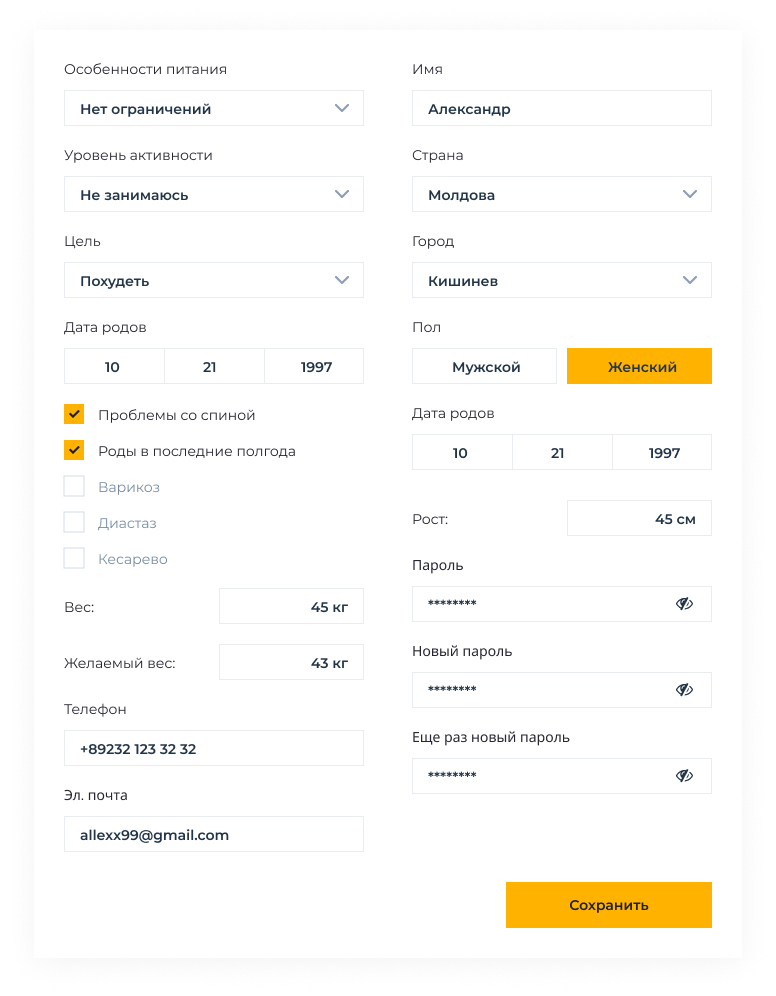 Особенности питания
Нет ограничений
Уровень активности
Не занимаюсь
Цель
Похудеть
Дата родов
10 21 1997
Проблемы со спиной
Роды в последние полгода
Варикоз
Диастаз
Кесарево
Вес: 45 кг
Желаемый вес: 43 кг
Телефон
+89232 123 32 32
Эл. почта
allexx99@gmail.com
Имя
Александр
Страна
Молдова
Город
Кишинев
Пол
Мужской Женский
Дата родов
10 21 1997
Рост: 45 см
Пароль
********
Новый пароль
********
Еще раз новый пароль
********
Сохранить